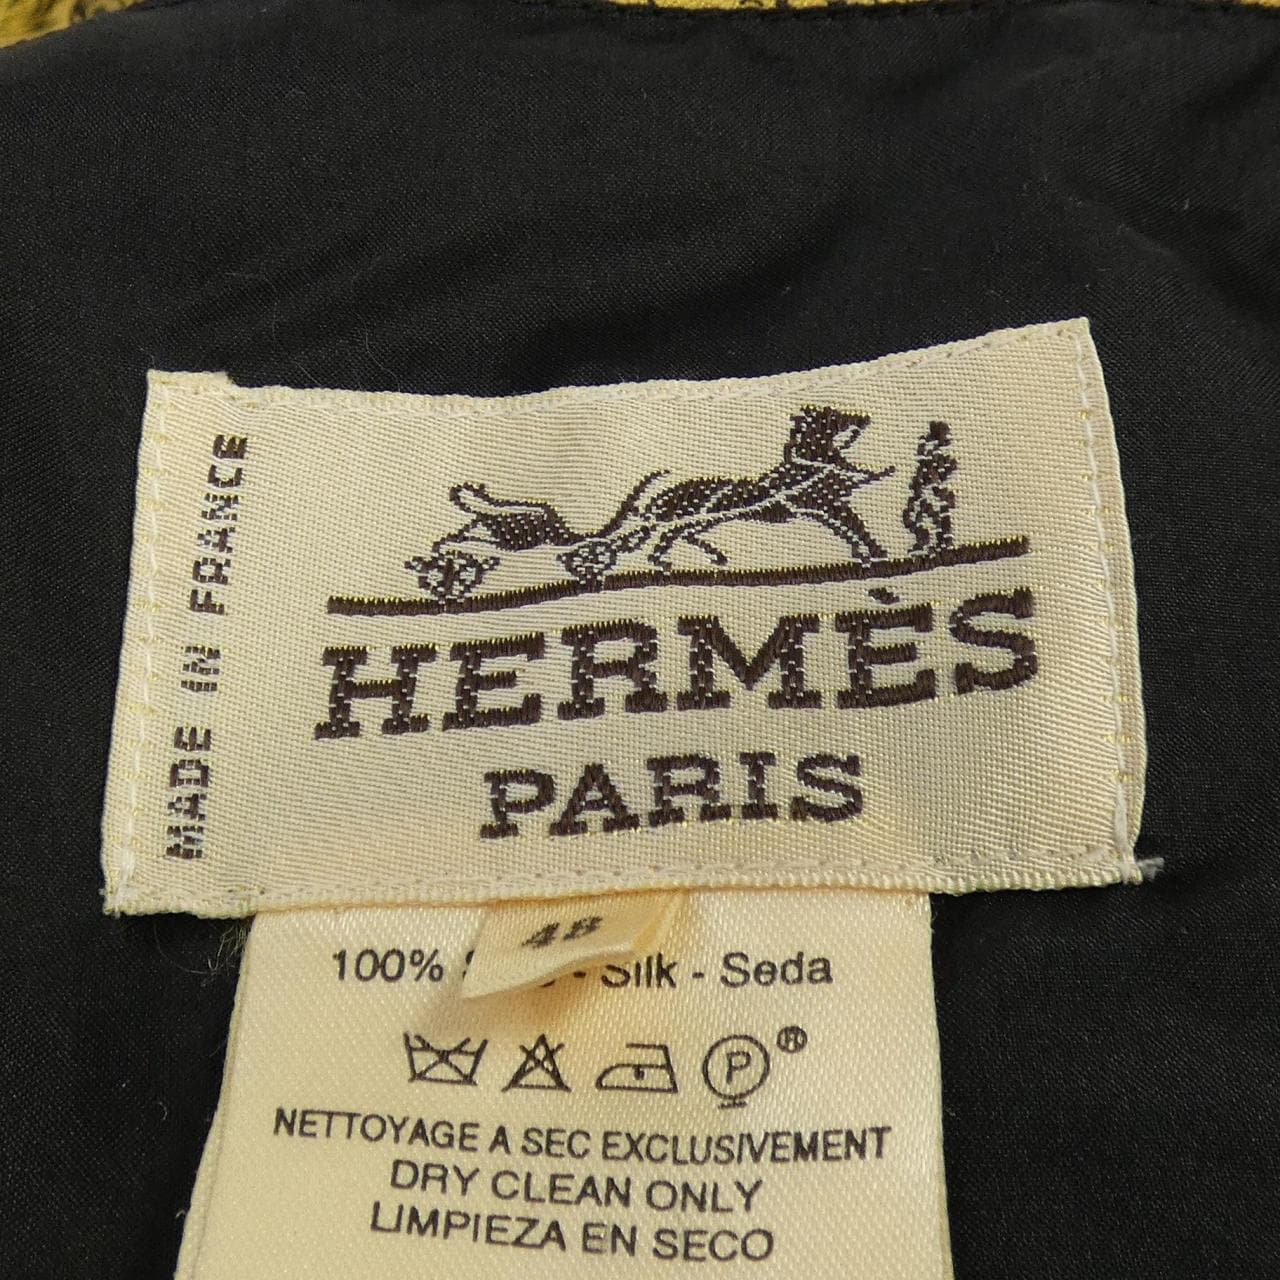 MADE IN FRANCE
HERMÈS
PARIS
48
100% - Silk - Seda
P ®
NETTOYAGE A SEC EXCLUSIVEMENT
DRY CLEAN ONLY
LIMPIEZA EN SECO